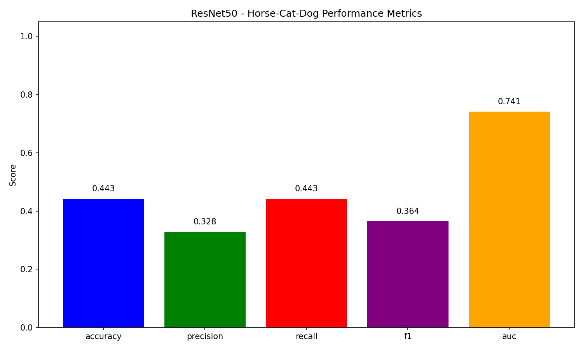 ResNet50 - Horse-Cat-Dog Performance Metrics
1.0
0.8
0.6
0.4
0.2
0.0
Score
0.443
0.328
0.443
0.364
0.741
accuracy
precision
recall
f1
auc